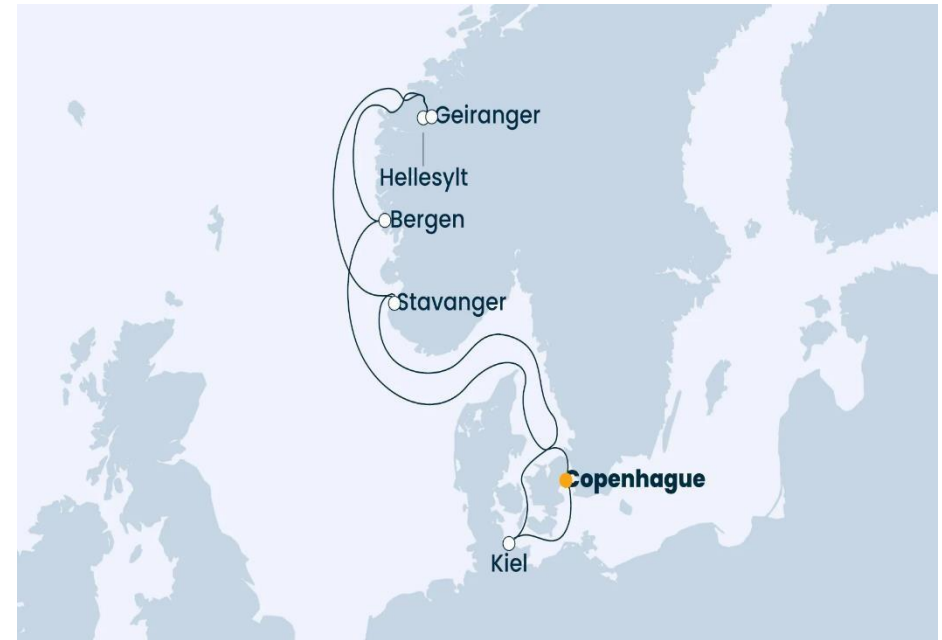 Geiranger
Hellesylt
Bergen
Stavanger
Copenhague
Kiel